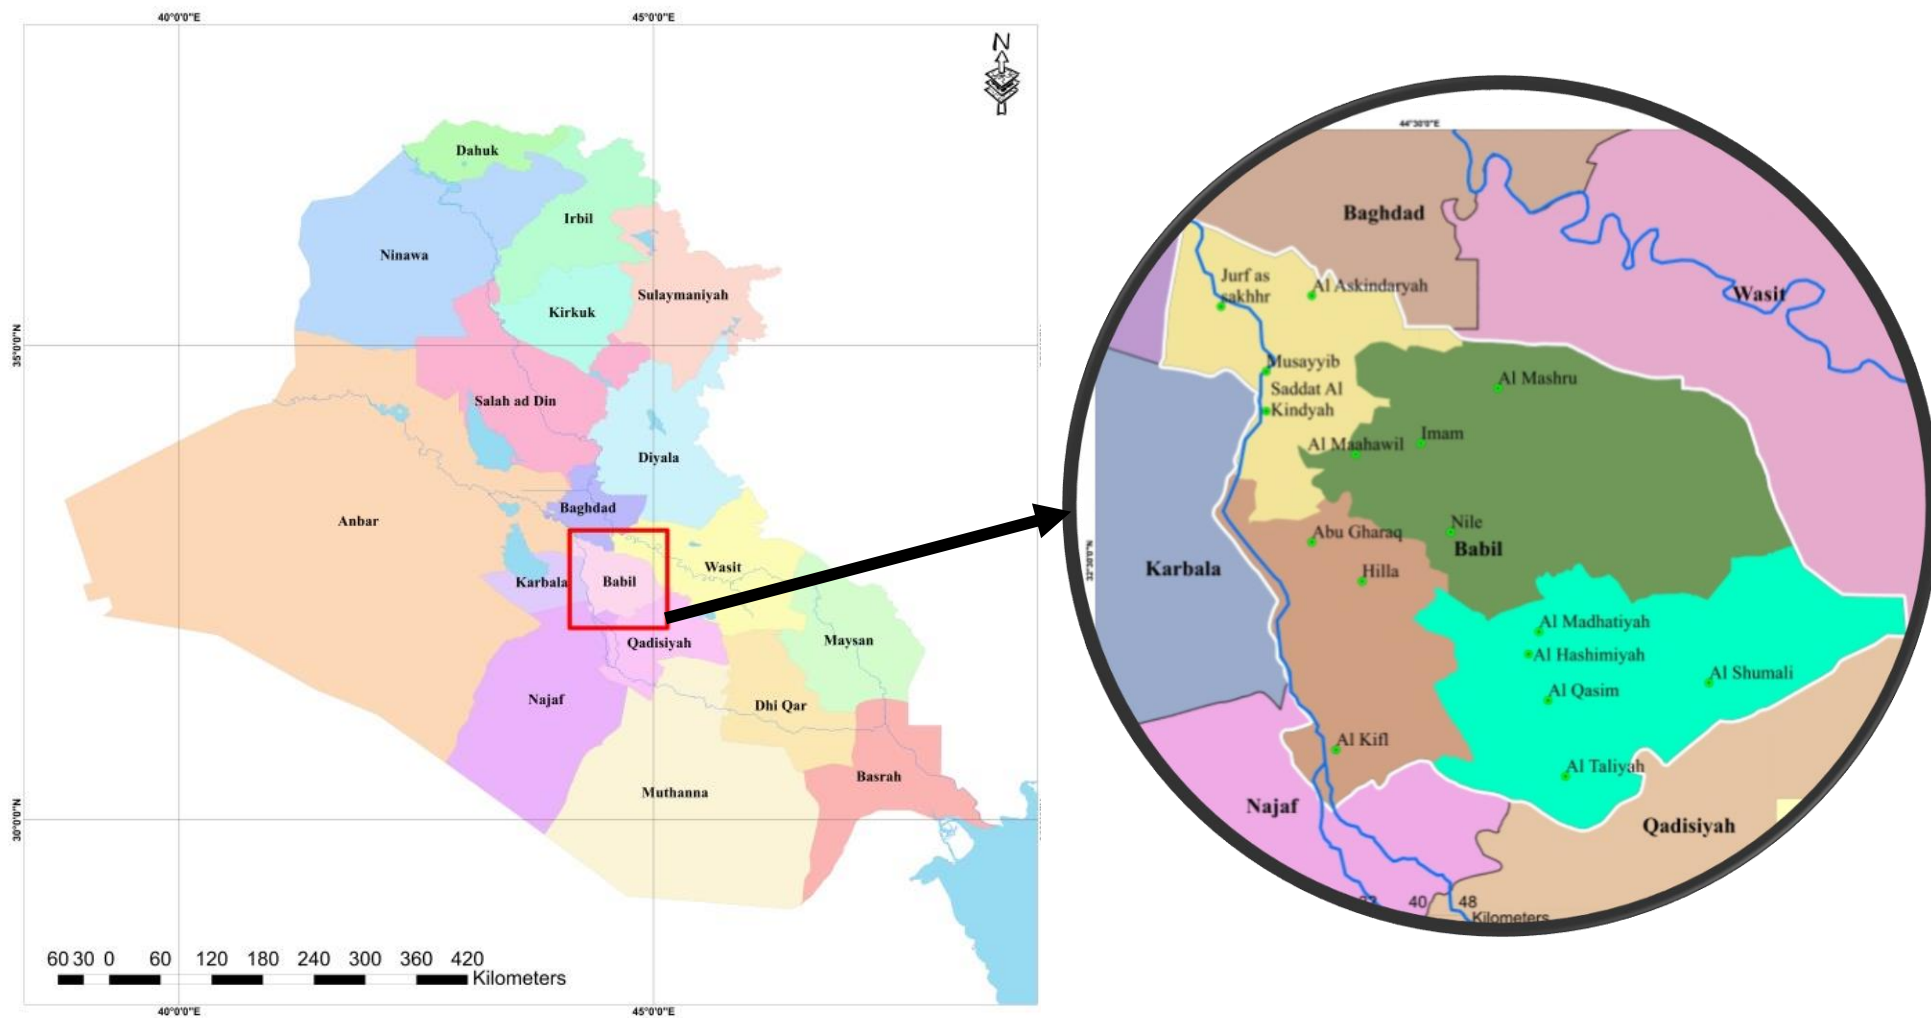 40°0'0"E
45°0'0"E
N
Dahuk
Irbil
Ninawa
Sulaymaniyah
Kirkuk
35°0'0"N
Salah ad Din
Diyala
Baghdad
Anbar
Wasit
Karbala
Babil
Maysan
Qadisiyah
Najaf
Dhi Qar
Basrah
Muthanna
30°0'0"N
60 30 0 60 120 180 240 300 360 420
Kilometers
40°0'0"E
45°0'0"E
44°30'0"E
Baghdad
Wasit
Jurf as
sakhhr
Al Askindaryah
Musayyib
Saddat Al
Kindyah
Al Mashru
Imam
Al Maahawil
Nile
Babil
Abu Gharaq
Hilla
Karbala
32°30'0"N
Al Madhatiyah
Al Hashimiyah
Al Shumali
Al Qasim
Al Kifl
Al Taliyah
Najaf
Qadisiyah
40 48
Kilometers